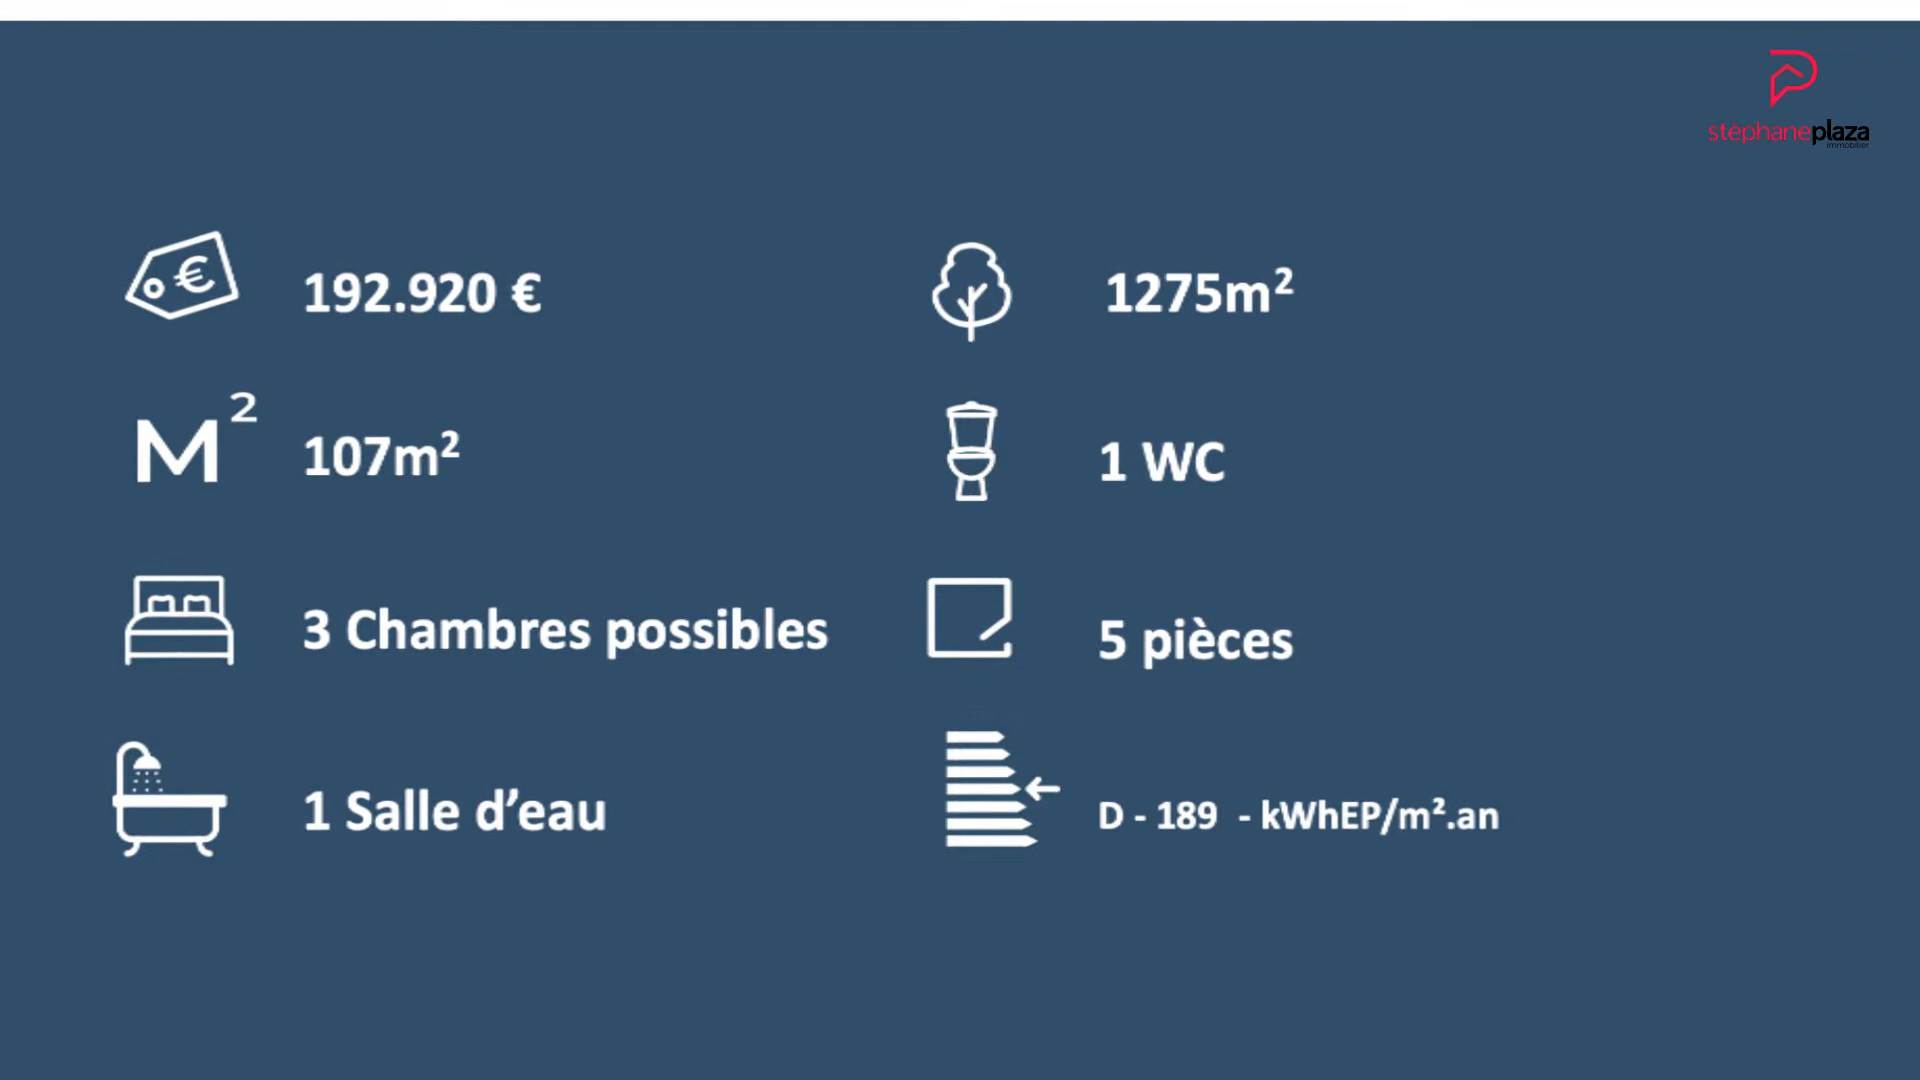 stéphaneplaza
immobilier
€
192.920 €
1275m²
M²
107m²
1 WC
3 Chambres possibles
5 pièces
1 Salle d’eau
D - 189 - kWhEP/m².an